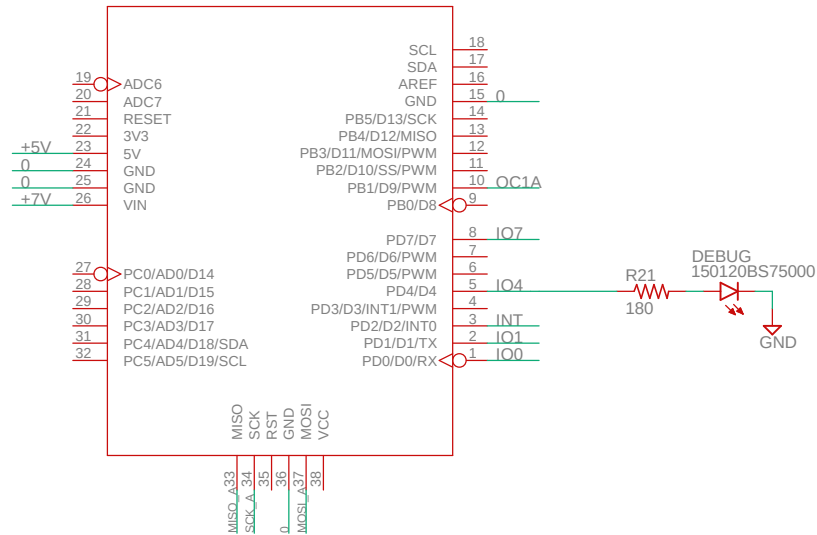 19 ADC6
20 ADC7
21 RESET
22 3V3
+5V 23 5V
0 24 GND
0 25 GND
+7V 26 VIN
27 PC0/AD0/D14
28 PC1/AD1/D15
29 PC2/AD2/D16
30 PC3/AD3/D17
31 PC4/AD4/D18/SDA
32 PC5/AD5/D19/SCL
SCL 18
SDA 17
AREF 16
GND 15 0
PB5/D13/SCK 14
PB4/D12/MISO 13
PB3/D11/MOSI/PWM 12
PB2/D10/SS/PWM 11
PB1/D9/PWM 10 OC1A
PB0/D8 9
PD7/D7 8 IO7
PD6/D6/PWM 7
PD5/D5/PWM 6
PD4/D4 5 IO4
PD3/D3/INT1/PWM 4
PD2/D2/INT0 3 INT
PD1/D1/TX 2 IO1
PD0/D0/RX 1 IO0
R21
180
DEBUG
150120BS75000
GND
MISO 33 MISO_A
SCK 34 SCK_A
RST 35
GND 36 0
MOSI 37 MOSI_A
VCC 38